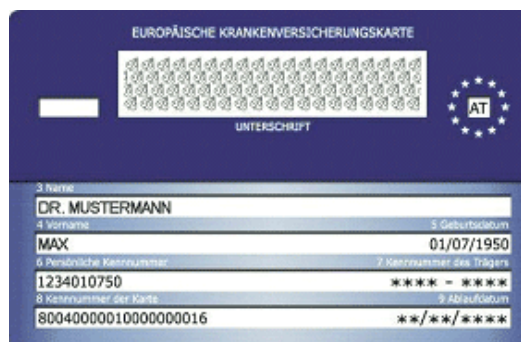 EUROPÄISCHE KRANKENVERSICHERUNGSKARTE
AT
UNTERSCHRIFT
3 Name
DR. MUSTERMANN
4 Vorname 5 Geburtsdatum
MAX 01/07/1950
6 Persönliche Kennnummer 7 Kennnummer des Trägers
1234010750 **** - ****
8 Kennnummer der Karte 9 Ablaufdatum
80040000010000000016 **/**/****